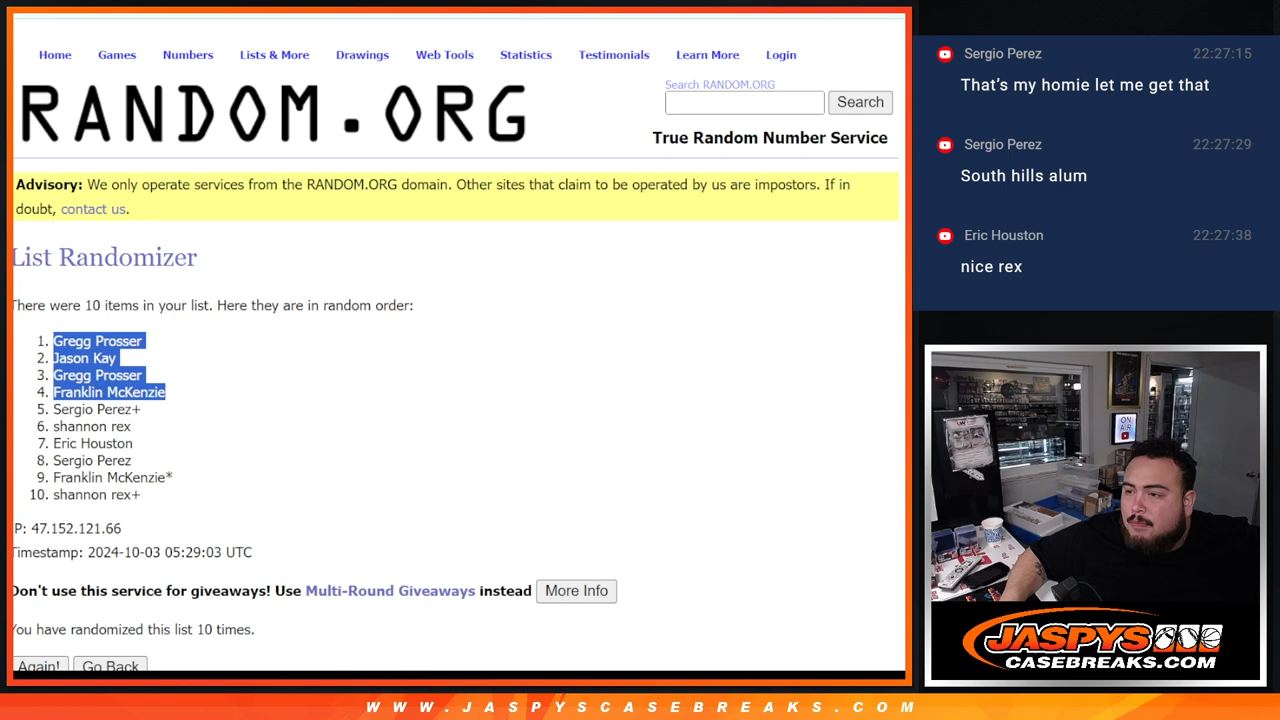 Home Games Numbers Lists & More Drawings Web Tools Statistics Testimonials Learn More Login
RANDOM.ORG
Search RANDOM.ORG
Search
True Random Number Service
Advisory: We only operate services from the RANDOM.ORG domain. Other sites that claim to be operated by us are impostors. If in
doubt, contact us.
List Randomizer
There were 10 items in your list. Here they are in random order:
1. Gregg Prosser
2. Jason Kay
3. Gregg Prosser
4. Franklin McKenzie
5. Sergio Perez+
6. shannon rex
7. Eric Houston
8. Sergio Perez
9. Franklin McKenzie*
10. shannon rex+
P: 47.152.121.66
Timestamp: 2024-10-03 05:29:03 UTC
Don't use this service for giveaways! Use Multi-Round Giveaways instead More Info
You have randomized this list 10 times.
Again! Go Back
Sergio Perez 22:27:15
That's my homie let me get that
Sergio Perez 22:27:29
South hills alum
Eric Houston 22:27:38
nice rex
ON
AIR
JASPYS
CASEBREAKS.COM
WWW.JASPYSCASEBREAKS.COM